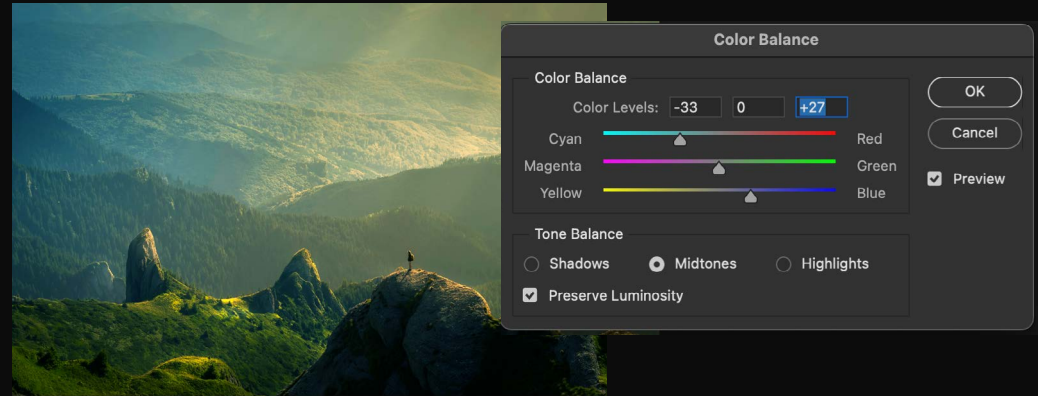 Color Balance
Color Balance
Color Levels: -33 0 +27
Cyan Red
Magenta Green
Yellow Blue
Tone Balance
Shadows Midtones Highlights
Preserve Luminosity
OK
Cancel
Preview